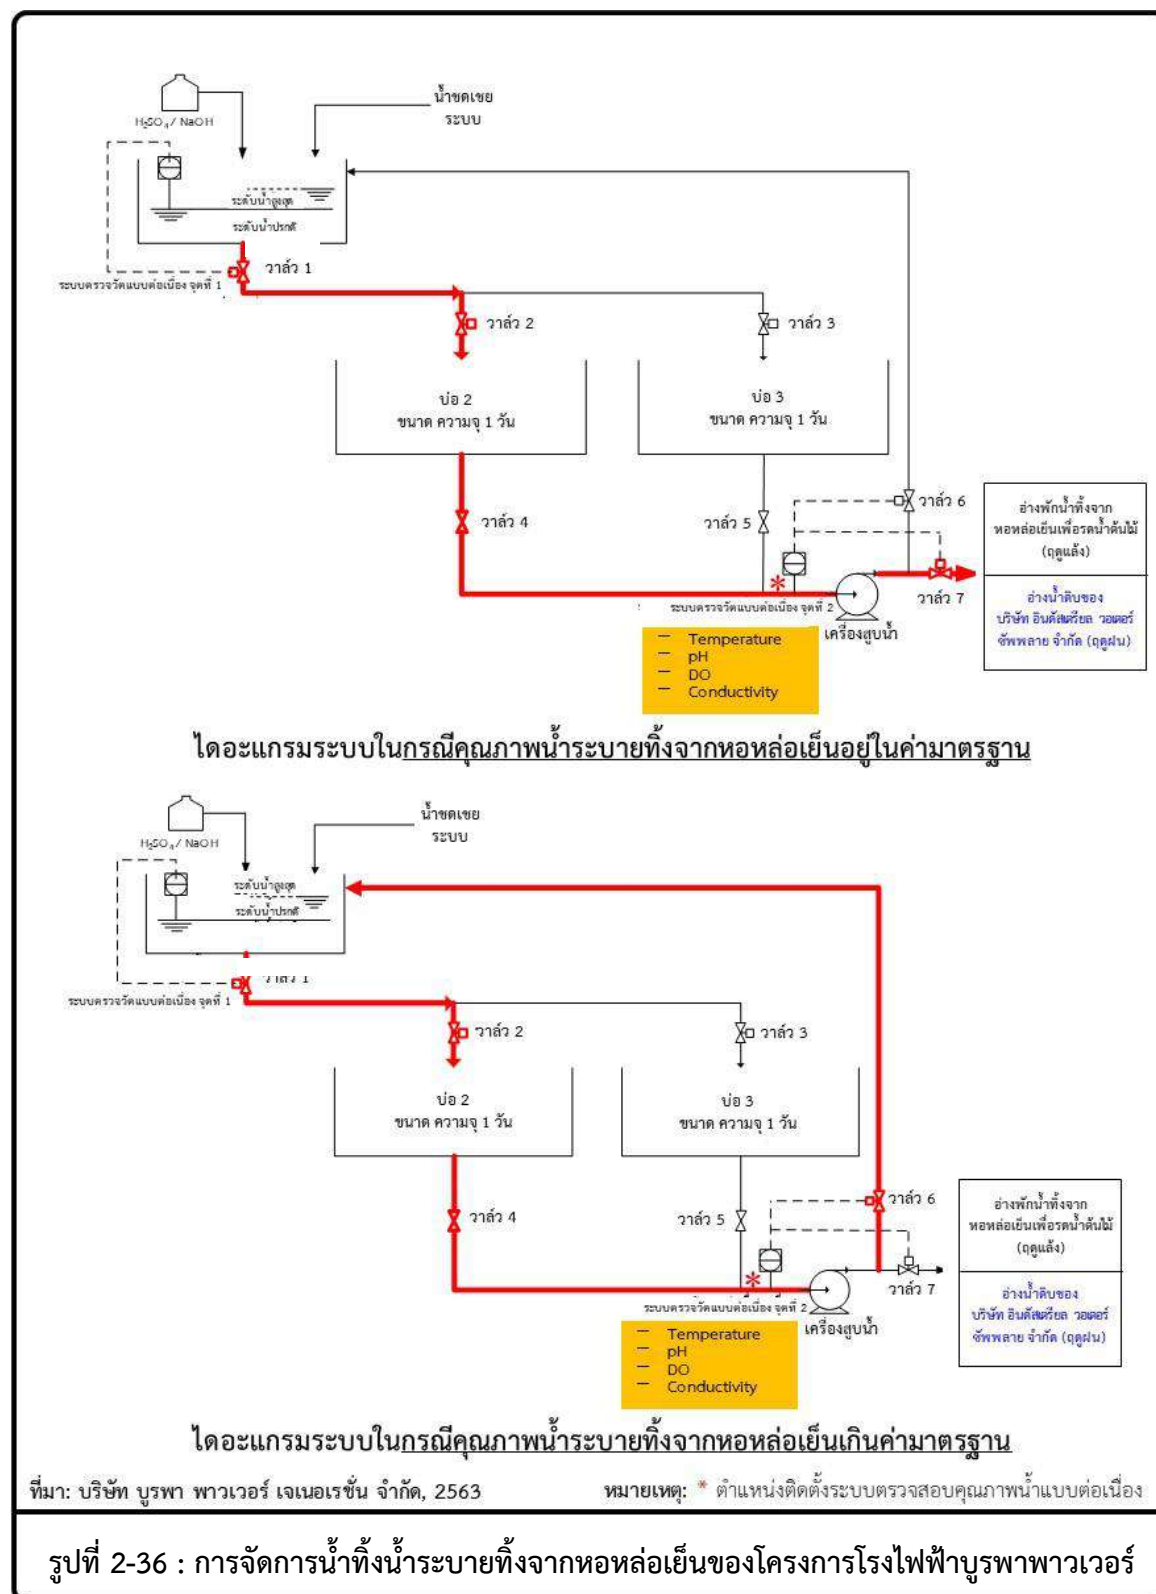 น้ำชดเชย
ระบบ
H₂SO₄/ NaOH
ระดับน้ำสูงสุด
ระดับน้ำปรกติ
วาล์ว 1
ระบบตรวจวัดแบบต่อเนื่อง จุดที่ 1
วาล์ว 2
วาล์ว 3
บ่อ 2
ขนาด ความจุ 1 วัน
บ่อ 3
ขนาด ความจุ 1 วัน
วาล์ว 4
วาล์ว 5
วาล์ว 6
วาล์ว 7
อ่างพักน้ำทิ้งจาก
หอหล่อเย็นเพื่อรดน้ำต้นไม้
(ฤดูแล้ง)
อ่างน้ำดิบของ
บริษัท อินดัสเตรียล วอเตอร์
ซัพพลาย จำกัด (ฤดูฝน)
*
ระบบตรวจวัดแบบต่อเนื่อง จุดที่ 2
เครื่องสูบน้ำ
– Temperature
– pH
– DO
– Conductivity
ไดอะแกรมระบบในกรณีคุณภาพน้ำระบายทิ้งจากหอหล่อเย็นอยู่ในค่ามาตรฐาน
น้ำชดเชย
ระบบ
H₂SO₄/ NaOH
ระดับน้ำสูงสุด
ระดับน้ำปรกติ
วาล์ว 1
ระบบตรวจวัดแบบต่อเนื่อง จุดที่ 1
วาล์ว 2
วาล์ว 3
บ่อ 2
ขนาด ความจุ 1 วัน
บ่อ 3
ขนาด ความจุ 1 วัน
วาล์ว 4
วาล์ว 5
วาล์ว 6
วาล์ว 7
อ่างพักน้ำทิ้งจาก
หอหล่อเย็นเพื่อรดน้ำต้นไม้
(ฤดูแล้ง)
อ่างน้ำดิบของ
บริษัท อินดัสเตรียล วอเตอร์
ซัพพลาย จำกัด (ฤดูฝน)
*
ระบบตรวจวัดแบบต่อเนื่อง จุดที่ 2
เครื่องสูบน้ำ
– Temperature
– pH
– DO
– Conductivity
ไดอะแกรมระบบในกรณีคุณภาพน้ำระบายทิ้งจากหอหล่อเย็นเกินค่ามาตรฐาน
ที่มา: บริษัท บูรพา พาวเวอร์ เจเนอเรชั่น จำกัด, 2563
หมายเหตุ: * ตำแหน่งติดตั้งระบบตรวจสอบคุณภาพน้ำแบบต่อเนื่อง
รูปที่ 2-36 : การจัดการน้ำทิ้งน้ำระบายทิ้งจากหอหล่อเย็นของโครงการโรงไฟฟ้าบูรพาพาวเวอร์